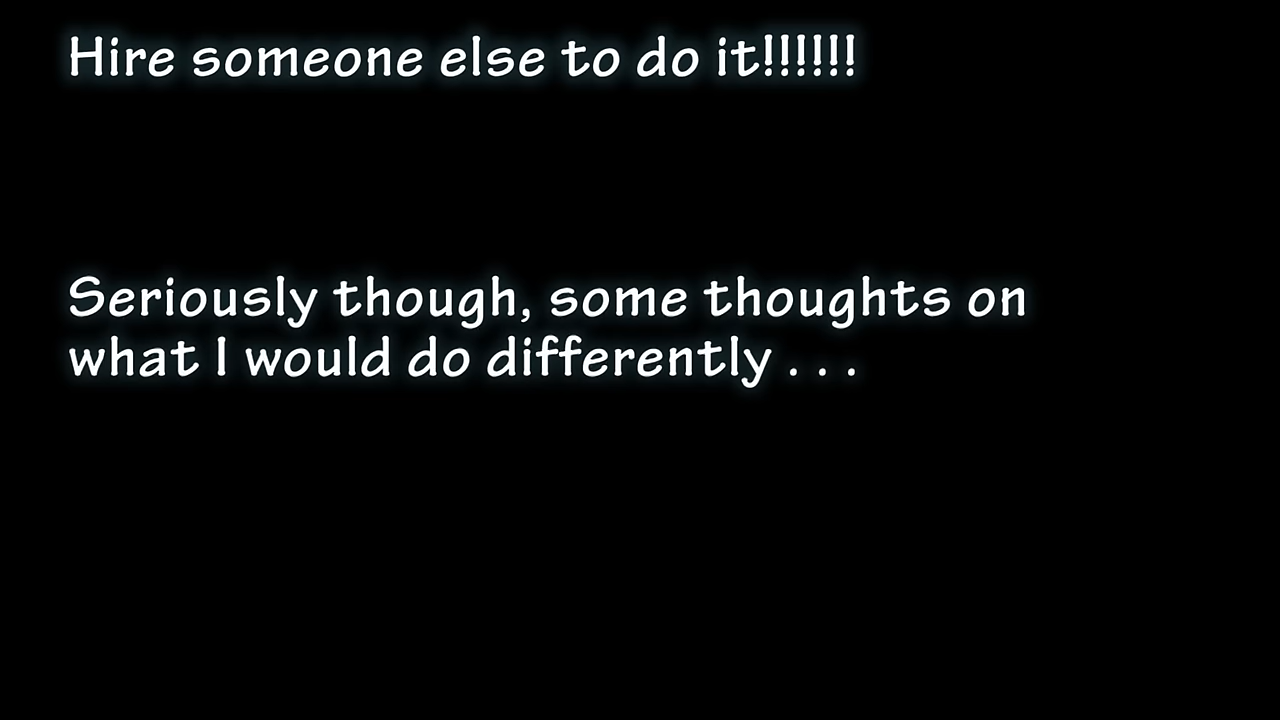 Hire someone else to do it!!!!!!
Seriously though, some thoughts on
what I would do differently . . .